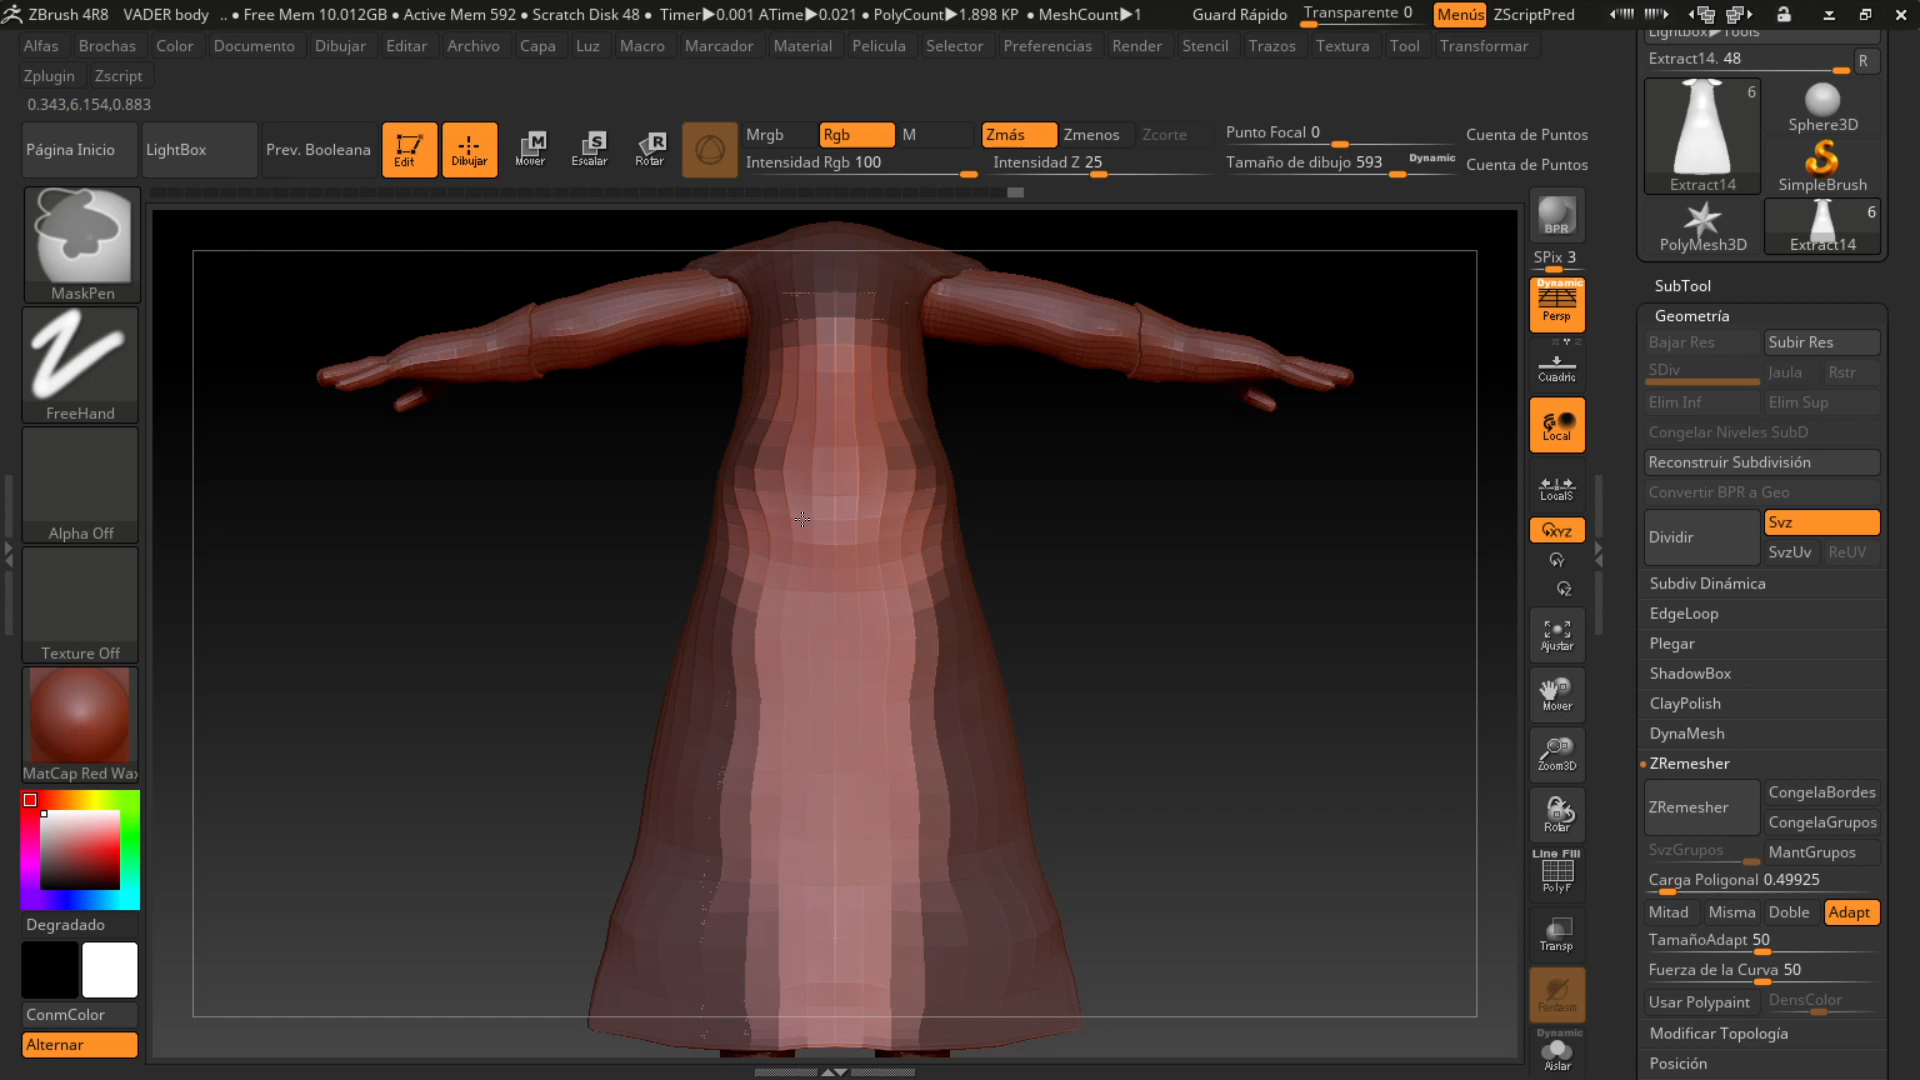 ZBrush 4R8 VADER body .. • Free Mem 10.012GB • Active Mem 592 • Scratch Disk 48 • Timer▶0.001 ATime▶0.021 • PolyCount▶1.898 KP • MeshCount▶1 Guard Rápido Transparente 0 Menús ZScriptPred
Alfas Brochas Color Documento Dibujar Editar Archivo Capa Luz Macro Marcador Material Pelicula Selector Preferencias Render Stencil Trazos Textura Tool Transformar
Zplugin Zscript
0.343,6.154,0.883
Página Inicio LightBox Prev. Booleana Edit Dibujar Mover Escalar Rotar
Mrgb Rgb M Zmás Zmenos Zcorte Punto Focal 0 Cuenta de Puntos
Intensidad Rgb 100 Intensidad Z 25 Tamaño de dibujo 593 Dynamic Cuenta de Puntos
MaskPen
FreeHand
Alpha Off
Texture Off
MatCap Red Wax
Degradado
ConmColor
Alternar
BPR
SPix 3
Dynamic
Persp
Cuadric
Local
LocalS
XYZ
Ajustar
Mover
Zoom3D
Rotar
Line Fill
PolyF
Transp
Fantasm
Dynamic
Aislar
Lightbox▶Tools
Extract14. 48 R
6
Extract14
Sphere3D
SimpleBrush
PolyMesh3D
6
Extract14
SubTool
Geometría
Bajar Res Subir Res
SDiv Jaula Rstr
Elim Inf Elim Sup
Congelar Niveles SubD
Reconstruir Subdivisión
Convertir BPR a Geo
Dividir Svz
SvzUv ReUV
Subdiv Dinámica
EdgeLoop
Plegar
ShadowBox
ClayPolish
DynaMesh
ZRemesher
ZRemesher CongelaBordes
CongelaGrupos
SvzGrupos MantGrupos
Carga Poligonal 0.49925
Mitad Misma Doble Adapt
TamañoAdapt 50
Fuerza de la Curva 50
Usar Polypaint DensColor
Modificar Topología
Posición